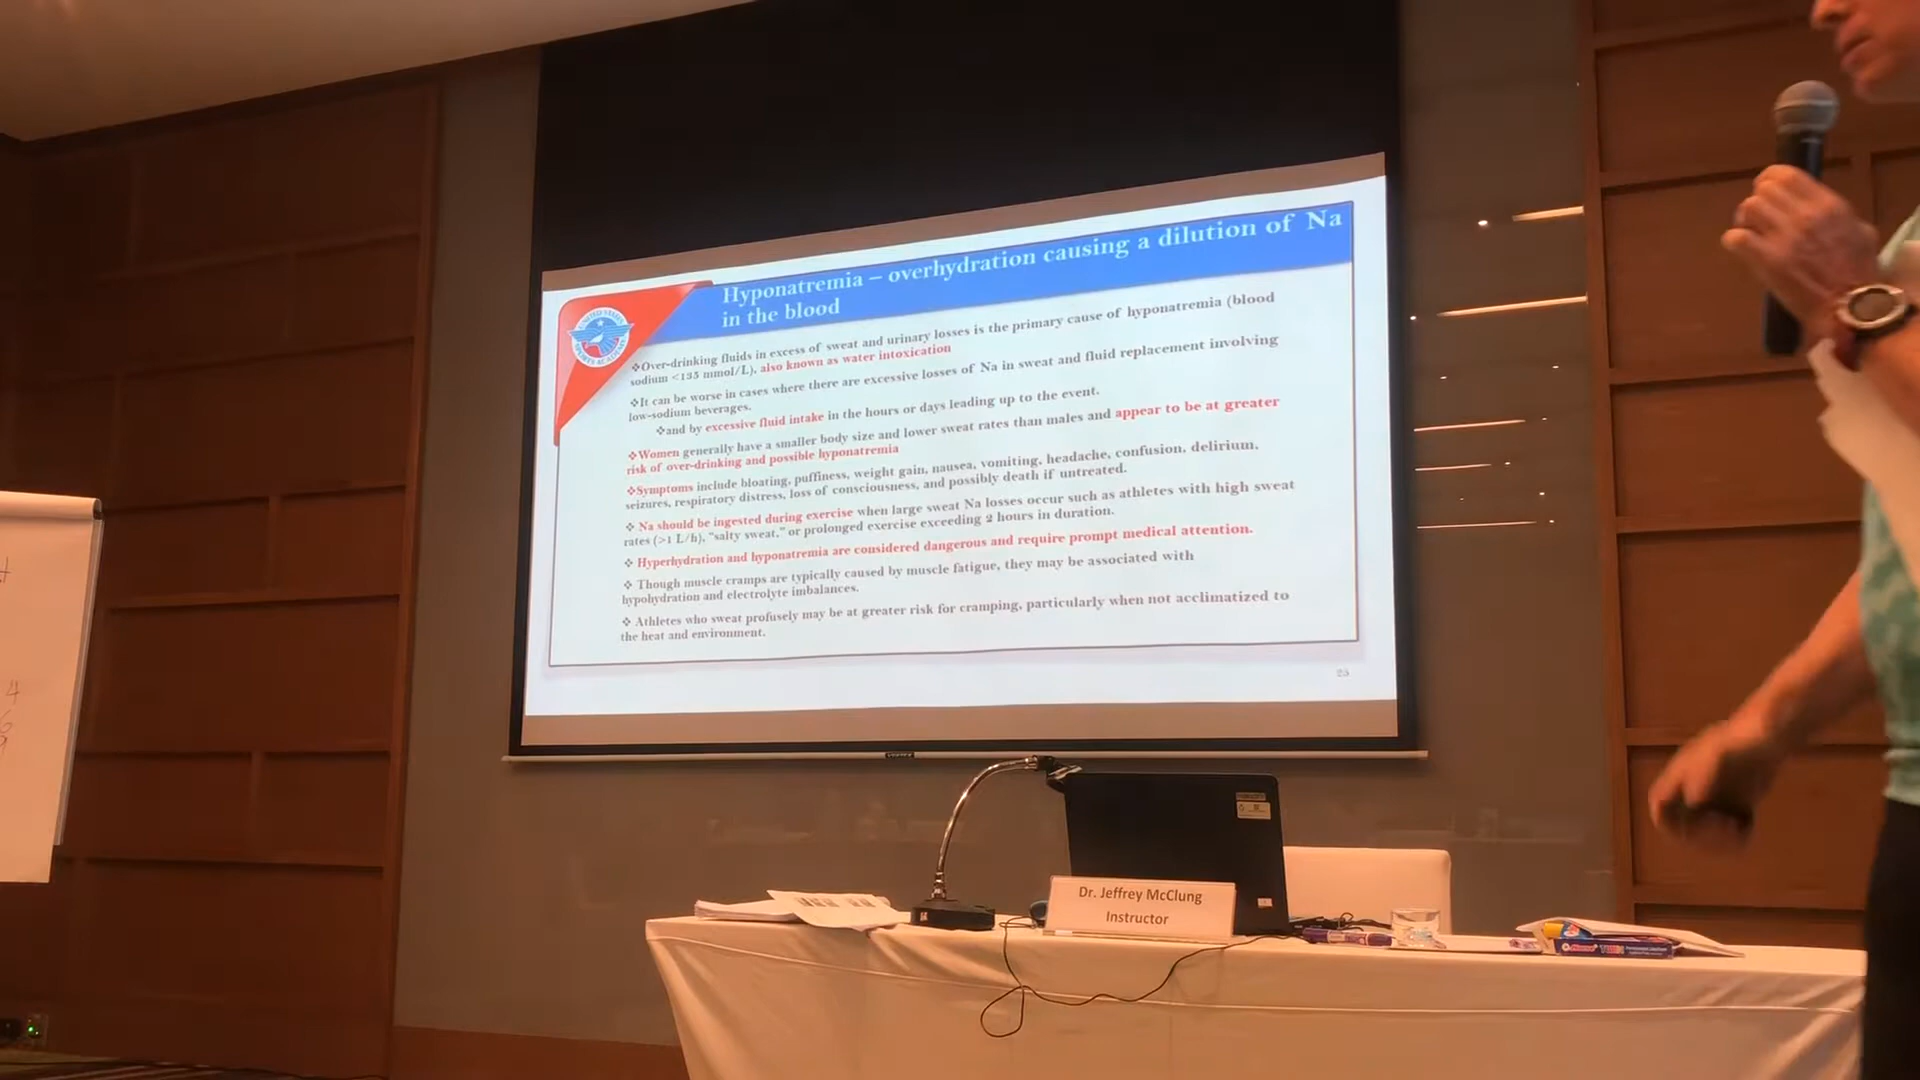 Hyponatremia – overhydration causing a dilution of Na
in the blood
UNITED STATES
SPORTS ACADEMY
❖Over-drinking fluids in excess of sweat and urinary losses is the primary cause of hyponatremia (blood
sodium <135 mmol/L), also known as water intoxication
❖It can be worse in cases where there are excessive losses of Na in sweat and fluid replacement involving
low-sodium beverages.
❖and by excessive fluid intake in the hours or days leading up to the event.
❖Women generally have a smaller body size and lower sweat rates than males and appear to be at greater
risk of over-drinking and possible hyponatremia
❖Symptoms include bloating, puffiness, weight gain, nausea, vomiting, headache, confusion, delirium,
seizures, respiratory distress, loss of consciousness, and possibly death if untreated.
❖ Na should be ingested during exercise when large sweat Na losses occur such as athletes with high sweat
rates (>1 L/h), "salty sweat," or prolonged exercise exceeding 2 hours in duration.
❖ Hyperhydration and hyponatremia are considered dangerous and require prompt medical attention.
❖ Though muscle cramps are typically caused by muscle fatigue, they may be associated with
hypohydration and electrolyte imbalances.
❖ Athletes who sweat profusely may be at greater risk for cramping, particularly when not acclimatized to
the heat and environment.
25
4
6
9
Dr. Jeffrey McClung
Instructor